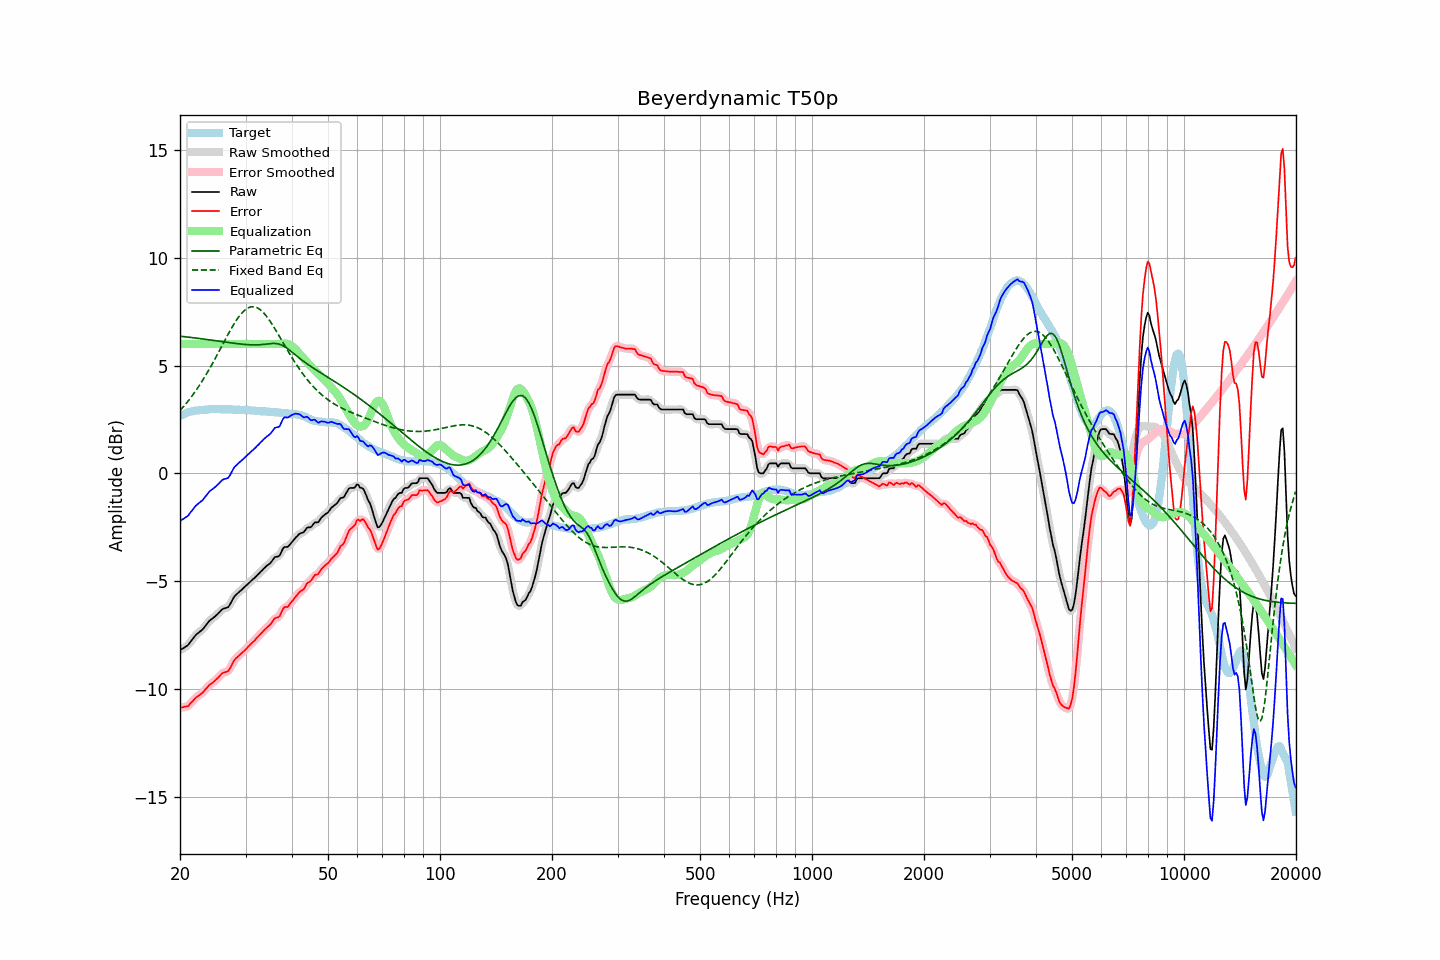 Beyerdynamic T50p
Target
Raw Smoothed
Error Smoothed
Raw
Error
Equalization
Parametric Eq
Fixed Band Eq
Equalized
Amplitude (dBr)
15
10
5
0
−5
−10
−15
20 50 100 200 500 1000 2000 5000 10000 20000
Frequency (Hz)